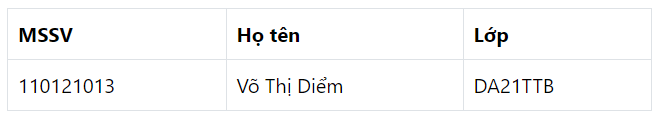 MSSV Họ tên Lớp
110121013 Võ Thị Diểm DA21TTB